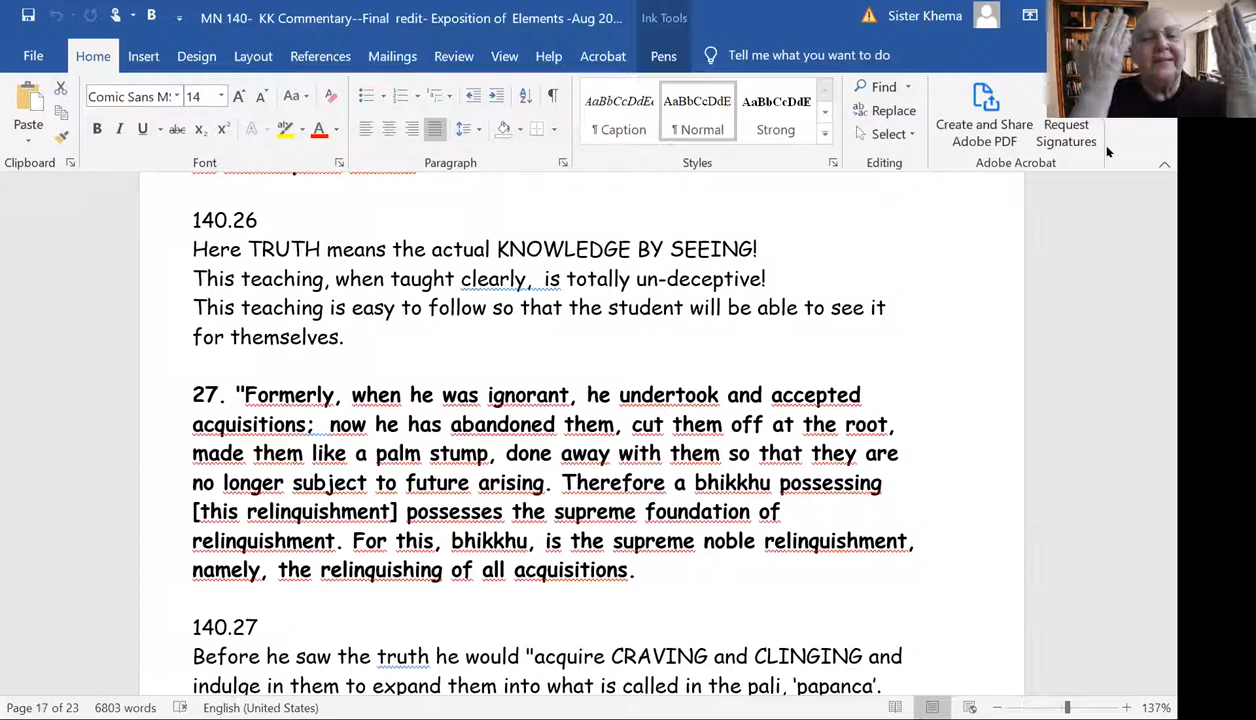 MN 140- KK Commentary--Final redit- Exposition of Elements -Aug 20...
Ink Tools
Sister Khema
File Home Insert Design Layout References Mailings Review View Help Acrobat Pens Tell me what you want to do
Paste
Clipboard
Comic Sans M
14
Aa
B I U abc x₂ x² A A
Font
Paragraph
AaBbCcDdEe AaBbCcDdE AaBbCcDdE
¶ Caption ¶ Normal Strong
Styles
Find
Replace
Select
Editing
Create and Share
Adobe PDF
Request
Signatures
Adobe Acrobat
140.26
Here TRUTH means the actual KNOWLEDGE BY SEEING!
This teaching, when taught clearly, is totally un-deceptive!
This teaching is easy to follow so that the student will be able to see it
for themselves.
27. "Formerly, when he was ignorant, he undertook and accepted
acquisitions; now he has abandoned them, cut them off at the root,
made them like a palm stump, done away with them so that they are
no longer subject to future arising. Therefore a bhikkhu possessing
[this relinquishment] possesses the supreme foundation of
relinquishment. For this, bhikkhu, is the supreme noble relinquishment,
namely, the relinquishing of all acquisitions.
140.27
Before he saw the truth he would "acquire CRAVING and CLINGING and
indulge in them to expand them into what is called in the pali, 'papanca'.
Page 17 of 23 6803 words English (United States) 137%